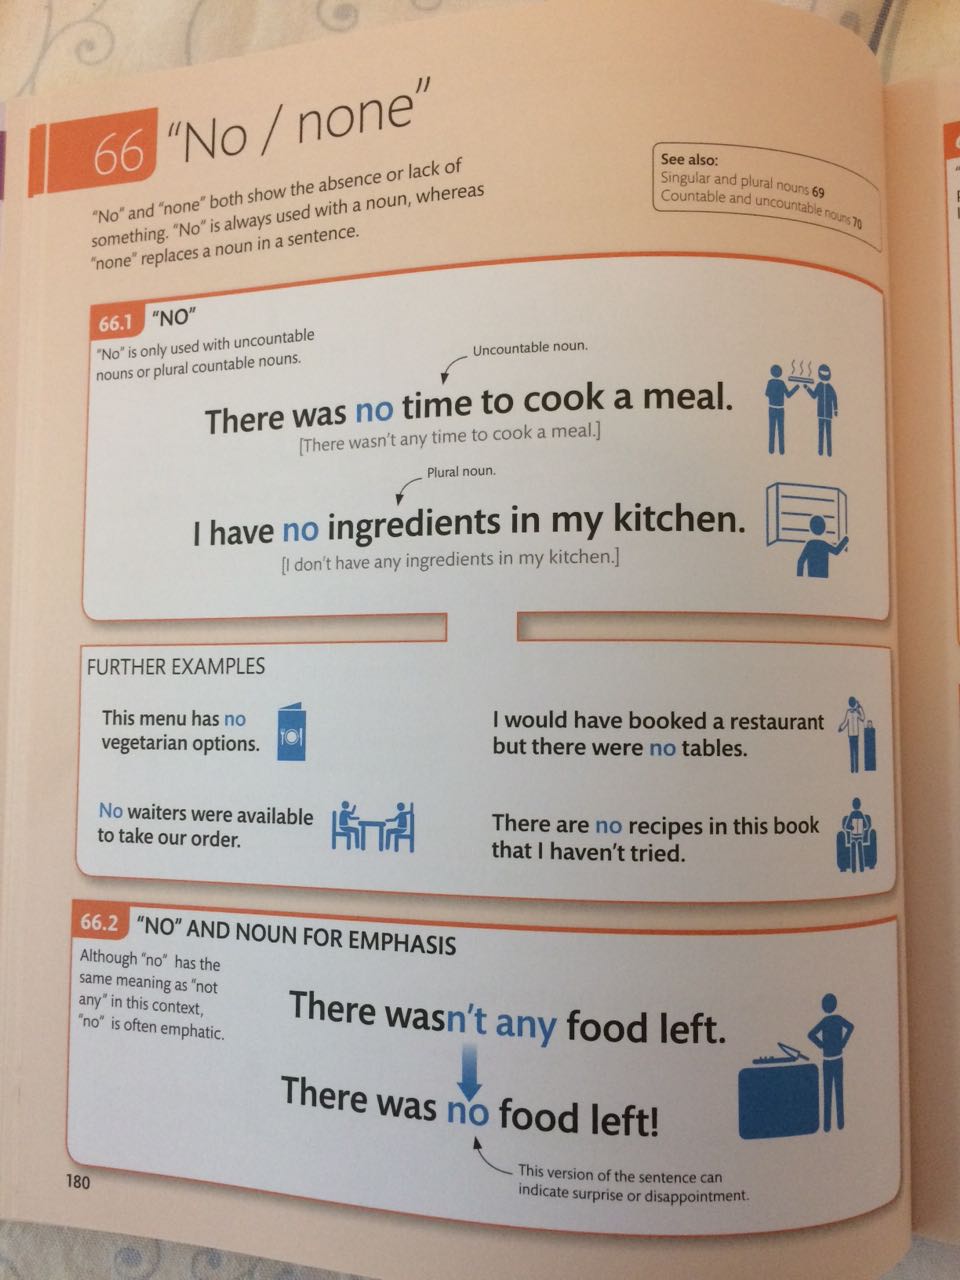 66 “No / none”
“No” and “none” both show the absence or lack of
something. “No” is always used with a noun, whereas
“none” replaces a noun in a sentence.
See also:
Singular and plural nouns 69
Countable and uncountable nouns 70
66.1 “NO”
“No” is only used with uncountable
nouns or plural countable nouns.
Uncountable noun.
There was no time to cook a meal.
[There wasn’t any time to cook a meal.]
Plural noun.
I have no ingredients in my kitchen.
[I don’t have any ingredients in my kitchen.]
FURTHER EXAMPLES
This menu has no
vegetarian options.
I would have booked a restaurant
but there were no tables.
No waiters were available
to take our order.
There are no recipes in this book
that I haven’t tried.
66.2 “NO” AND NOUN FOR EMPHASIS
Although “no” has the
same meaning as “not
any” in this context,
“no” is often emphatic.
There wasn’t any food left.
There was no food left!
This version of the sentence can
indicate surprise or disappointment.
180